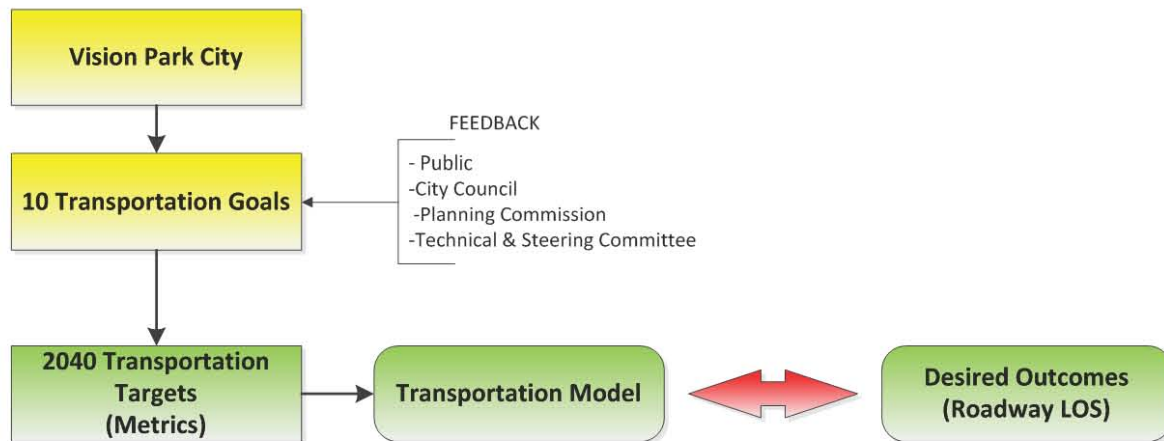 Vision Park City
FEEDBACK
- Public
-City Council
-Planning Commission
-Technical & Steering Committee
10 Transportation Goals
2040 Transportation
Targets
(Metrics)
Transportation Model
Desired Outcomes
(Roadway LOS)